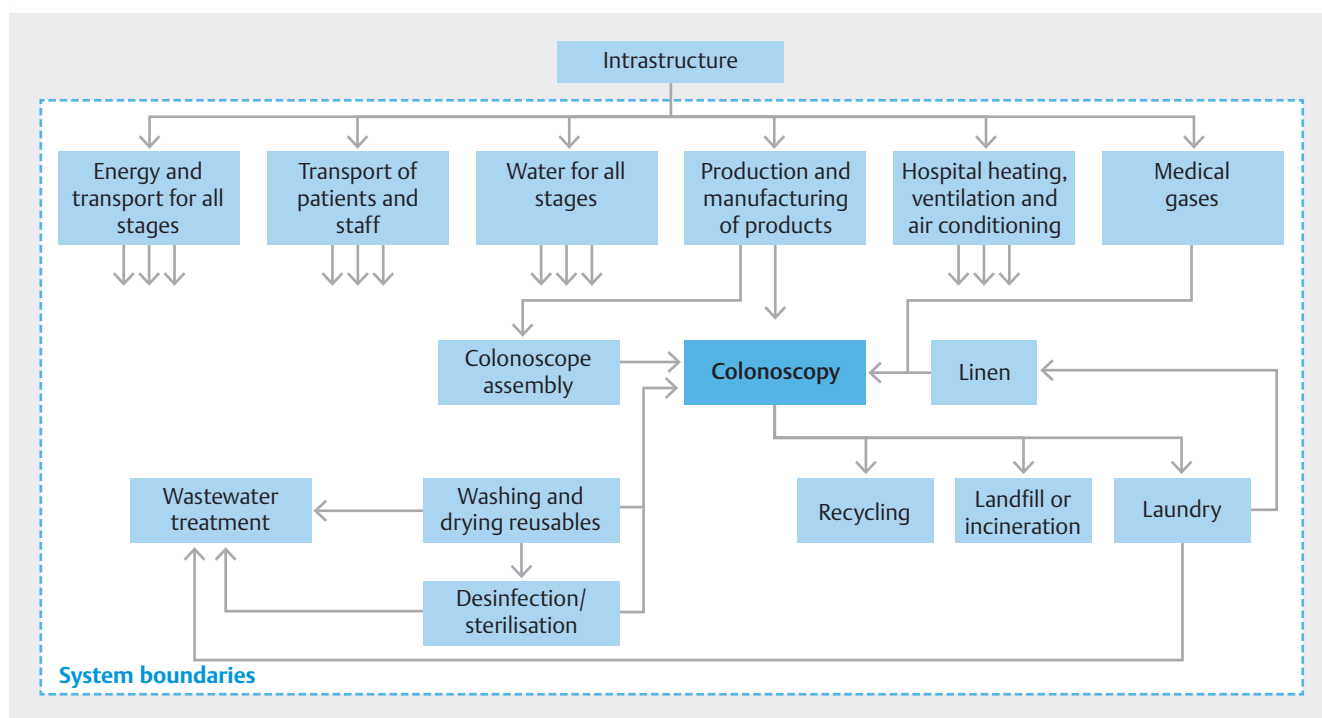 Intrastructure
Energy and
transport for all
stages
Transport of
patients and
staff
Water for all
stages
Production and
manufacturing
of products
Hospital heating,
ventilation and
air conditioning
Medical
gases
Colonoscope
assembly
Colonoscopy
Linen
Wastewater
treatment
Washing and
drying reusables
Recycling
Landfill or
incineration
Laundry
Desinfection/
sterilisation
System boundaries